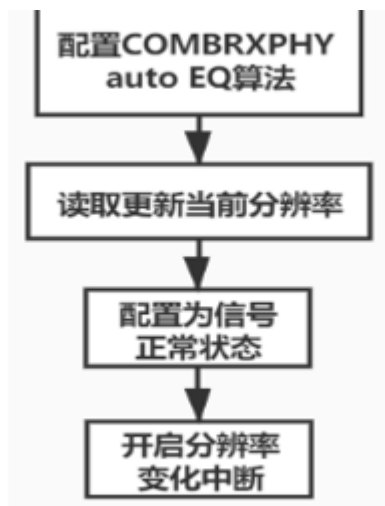 配置COMBRXPHY
auto EQ算法
读取更新当前分辨率
配置为信号
正常状态
开启分辨率
变化中断